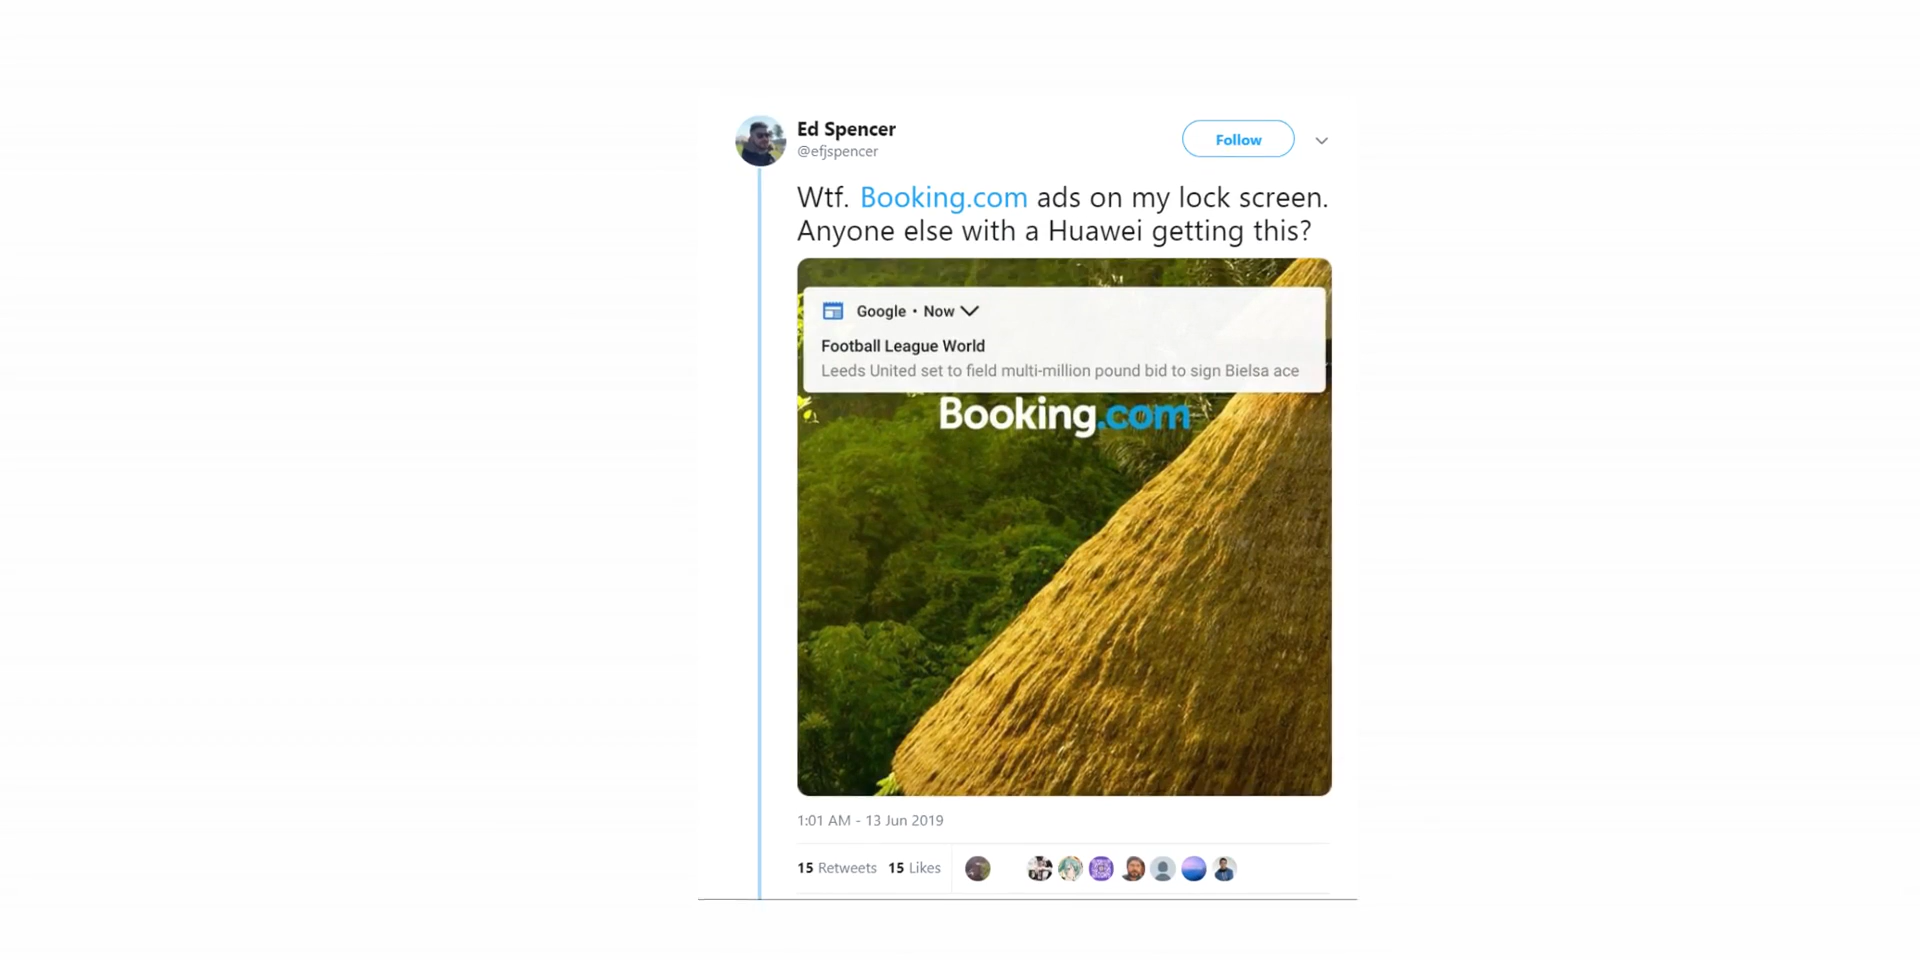 Ed Spencer
@efjspencer
Follow
Wtf. Booking.com ads on my lock screen.
Anyone else with a Huawei getting this?
Google • Now
Football League World
Leeds United set to field multi-million pound bid to sign Bielsa ace
Booking.com
1:01 AM - 13 Jun 2019
15 Retweets 15 Likes